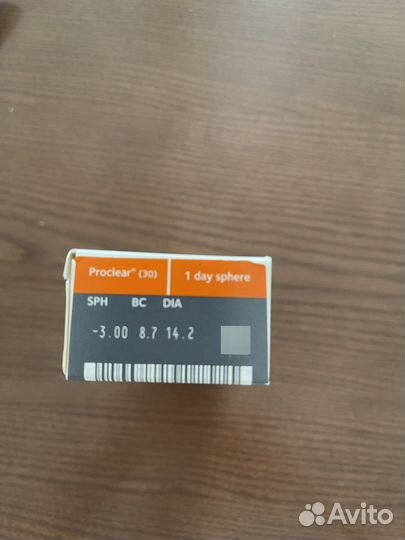 Proclear® (30) 1 day sphere
SPH BC DIA
-3.00 8.7 14.2
Avito